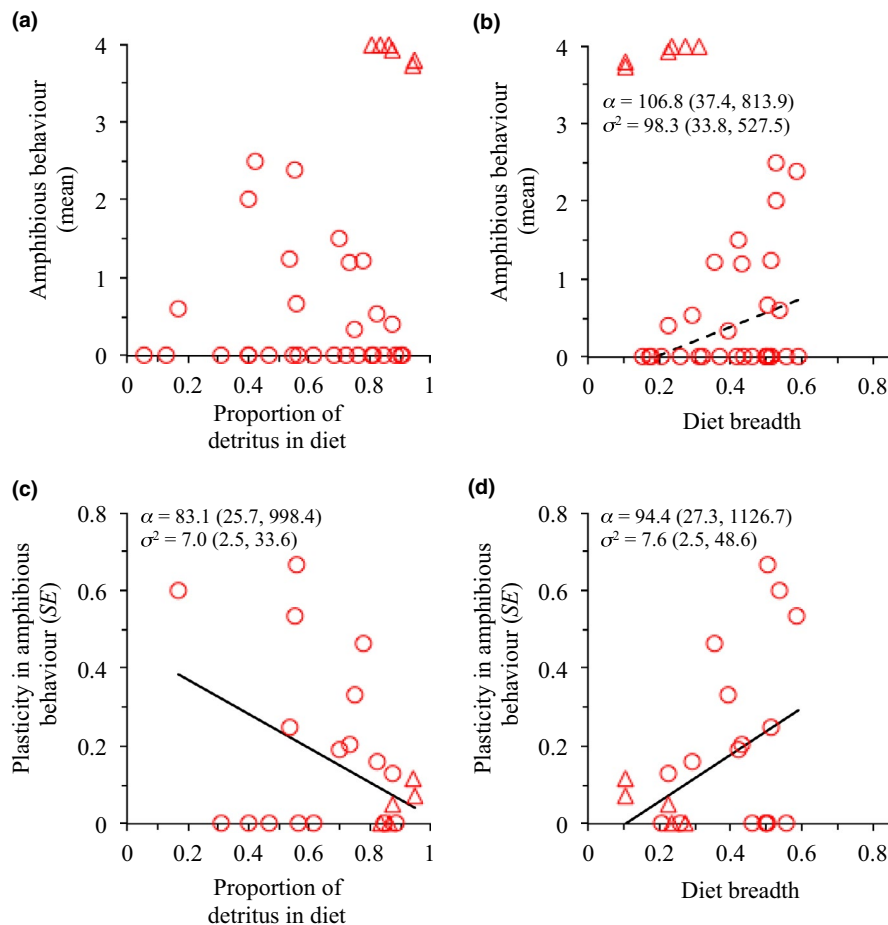 (a)
4
3
2
1
0
0
0.2
0.4
0.6
0.8
1
Amphibious behaviour
(mean)
Proportion of
detritus in diet
(b)
α = 106.8 (37.4, 813.9)
σ² = 98.3 (33.8, 527.5)
4
3
2
1
0
0
0.2
0.4
0.6
0.8
Amphibious behaviour
(mean)
Diet breadth
(c)
α = 83.1 (25.7, 998.4)
σ² = 7.0 (2.5, 33.6)
0.8
0.6
0.4
0.2
0
0
0.2
0.4
0.6
0.8
1
Plasticity in amphibious
behaviour (SE)
Proportion of
detritus in diet
(d)
α = 94.4 (27.3, 1126.7)
σ² = 7.6 (2.5, 48.6)
0.8
0.6
0.4
0.2
0
0
0.2
0.4
0.6
0.8
Plasticity in amphibious
behaviour (SE)
Diet breadth